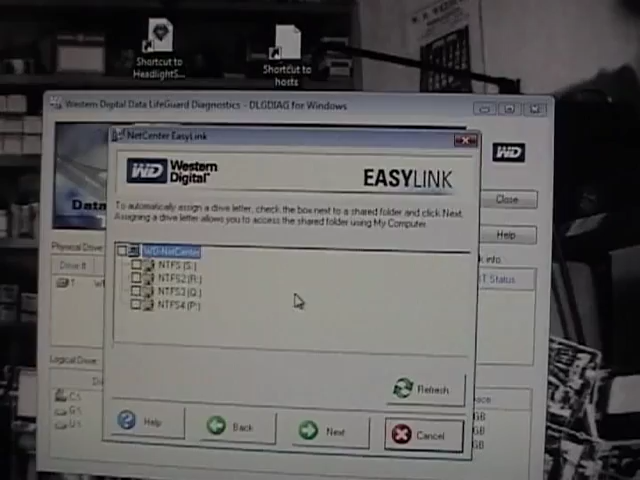 Shortcut to
HeadlightS...
Shortcut to
hosts
Western Digital Data LifeGuard Diagnostics - DLGDIAG for Windows
NetCenter EasyLink
WD Western
Digital
EASYLINK
WD
Data
To automatically assign a drive letter, check the box next to a shared folder and click Next.
Assigning a drive letter allows you to access the shared folder using My Computer.
Close
Help
Physical Drive
k info.
Drive #
T Status
WD-NetCenter
NTFS (S:)
NTFS2 (R:)
NTFS3 (Q:)
NTFS4 (P:)
1
Logical Drive
Refresh
C:\
G:\
U:\
GB
GB
GB
Help
Back
Next
Cancel